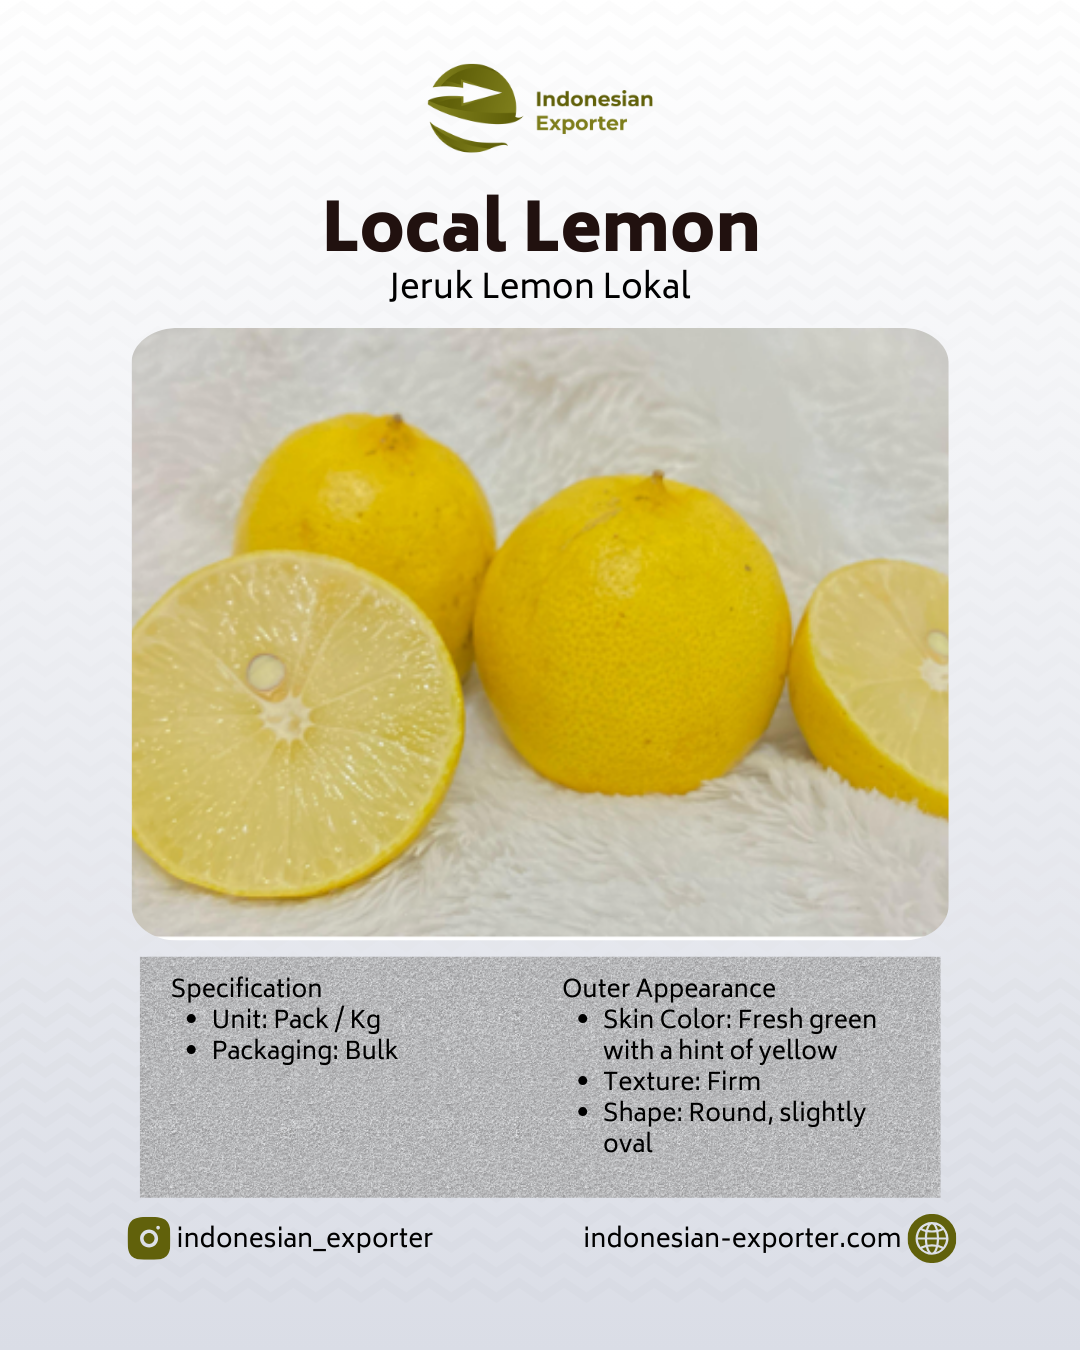 Indonesian
Exporter
Local Lemon
Jeruk Lemon Lokal
Specification
• Unit: Pack / Kg
• Packaging: Bulk
Outer Appearance
• Skin Color: Fresh green
with a hint of yellow
• Texture: Firm
• Shape: Round, slightly
oval
indonesian_exporter
indonesian-exporter.com